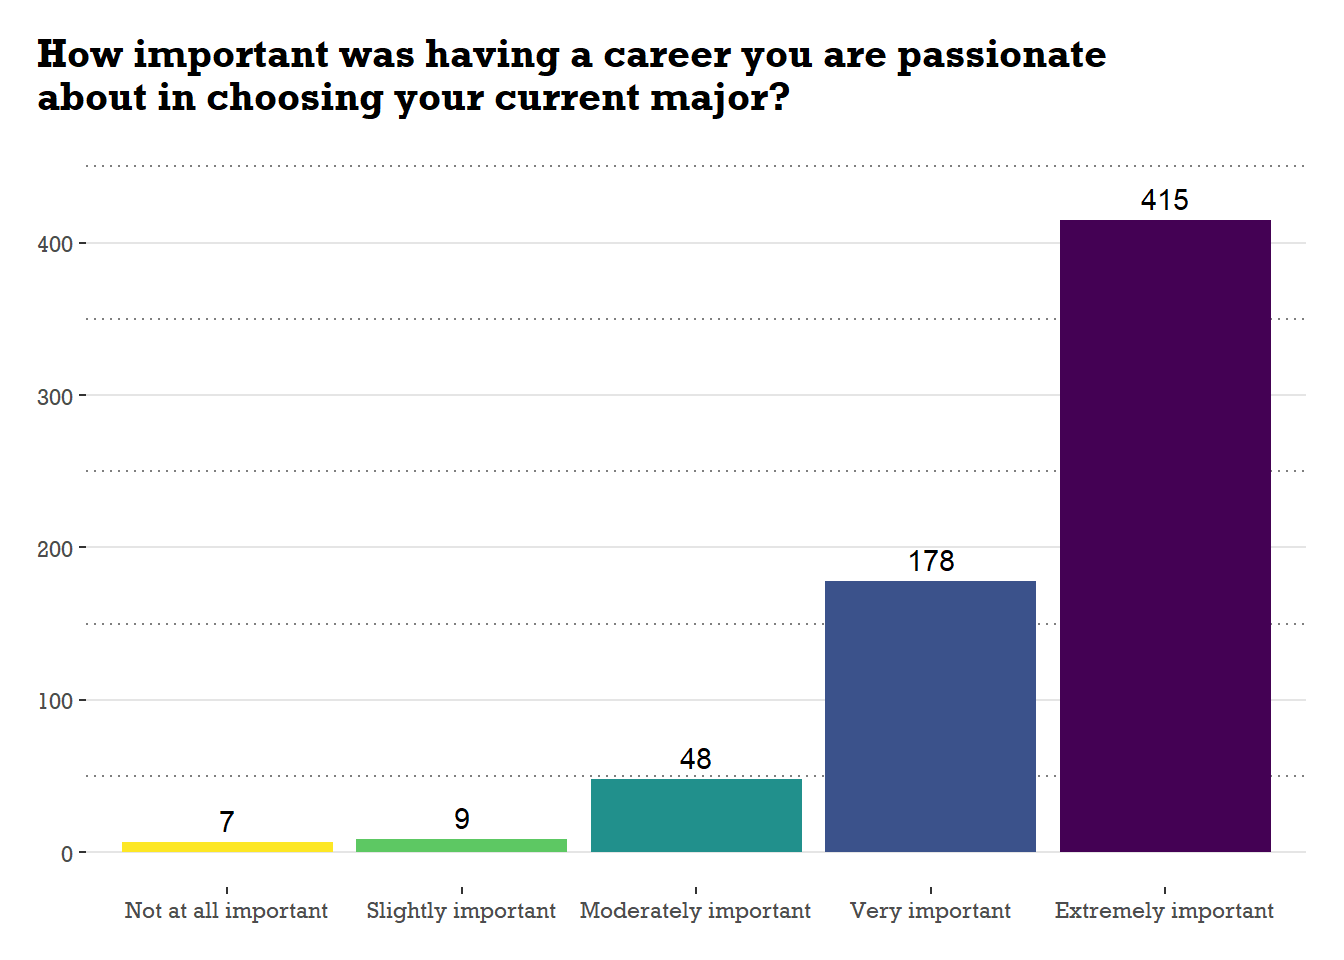 How important was having a career you are passionate
about in choosing your current major?
415
400
300
200
178
100
48
7
9
0
Not at all important
Slightly important
Moderately important
Very important
Extremely important